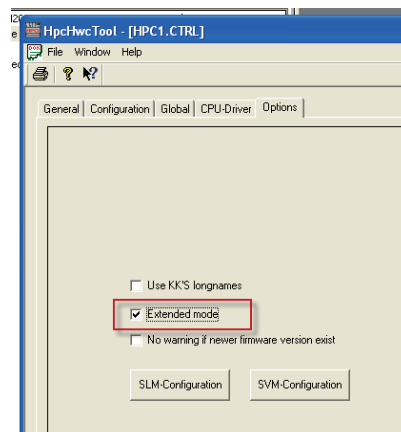 HpcHwcTool - [HPC1.CTRL]
File Window Help
General Configuration Global CPU-Driver Options
Use KK'S longnames
Extended mode
No warning if newer firmware version exist
SLM-Configuration SVM-Configuration